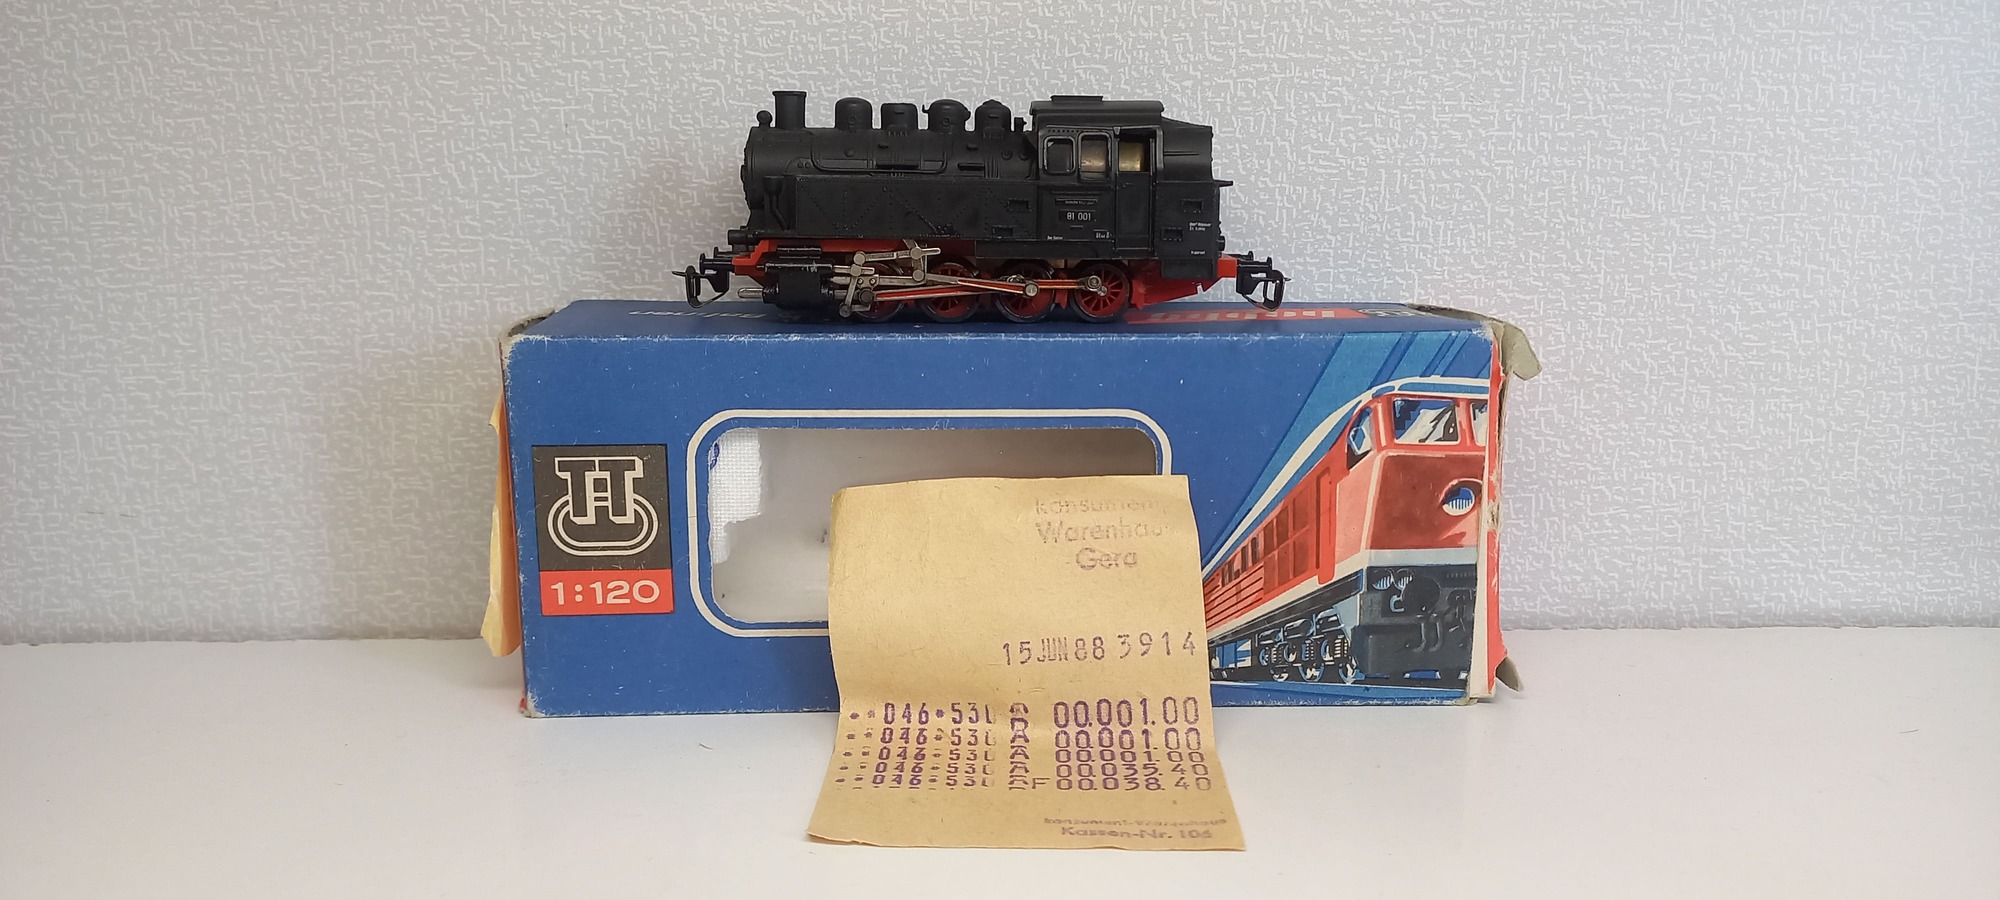 81 001
TT
1:120
konsument
Warenhaus
Gera
15 JUN 88 3914
**046*530 A 00.001.00
**046*530 A 00.001.00
**046*530 A 00.001.00
**046*530 A 00.035.40
**046*530 F 00.038.40
konsument-Warenhaus
Kassen-Nr. 106